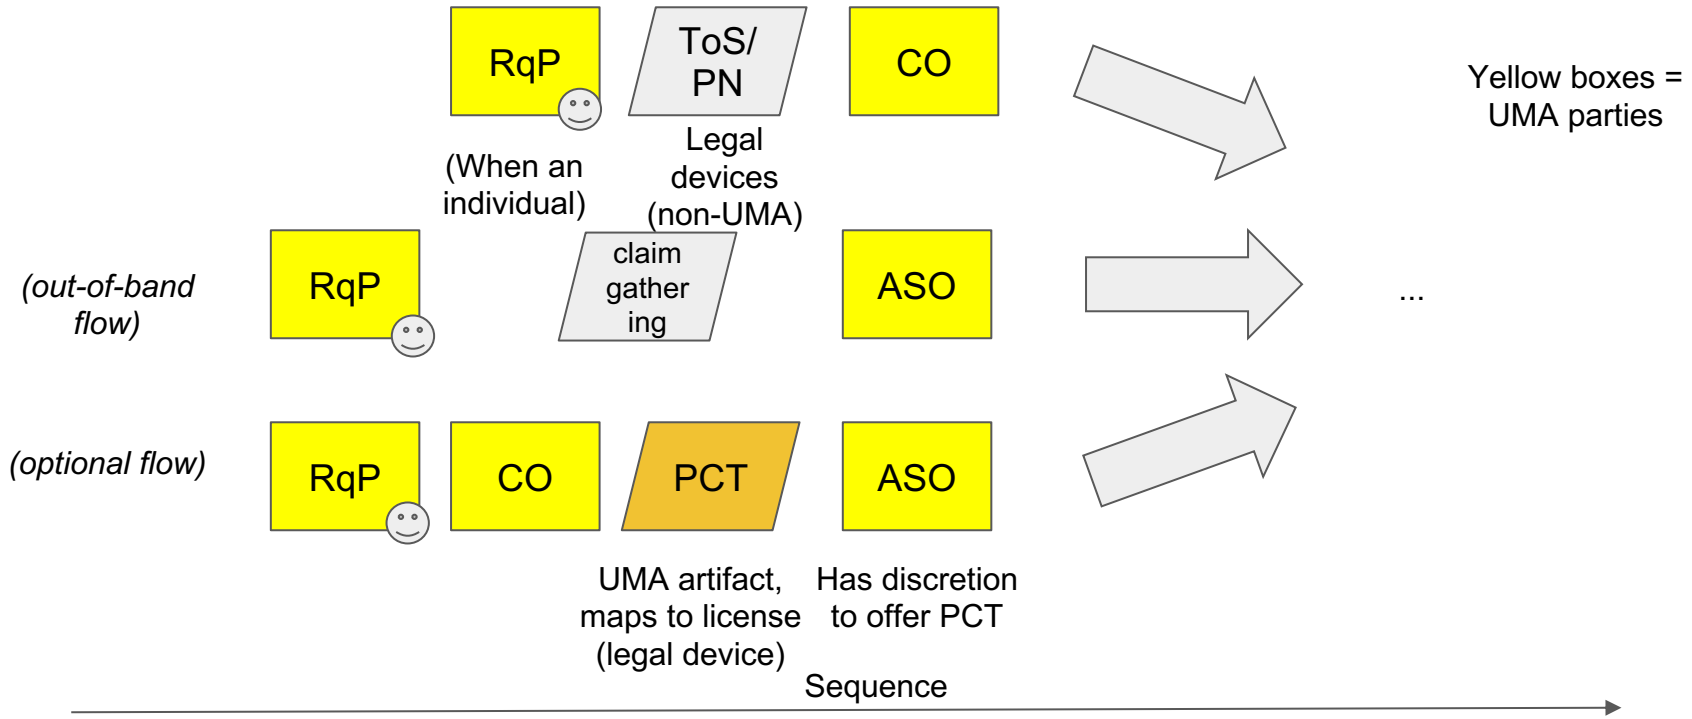 RqP
ToS/
PN
CO
Yellow boxes =
UMA parties
(When an
individual)
Legal
devices
(non-UMA)
(out-of-band
flow)
RqP
claim
gather
ing
ASO
...
(optional flow)
RqP
CO
PCT
ASO
UMA artifact,
maps to license
(legal device)
Has discretion
to offer PCT
Sequence